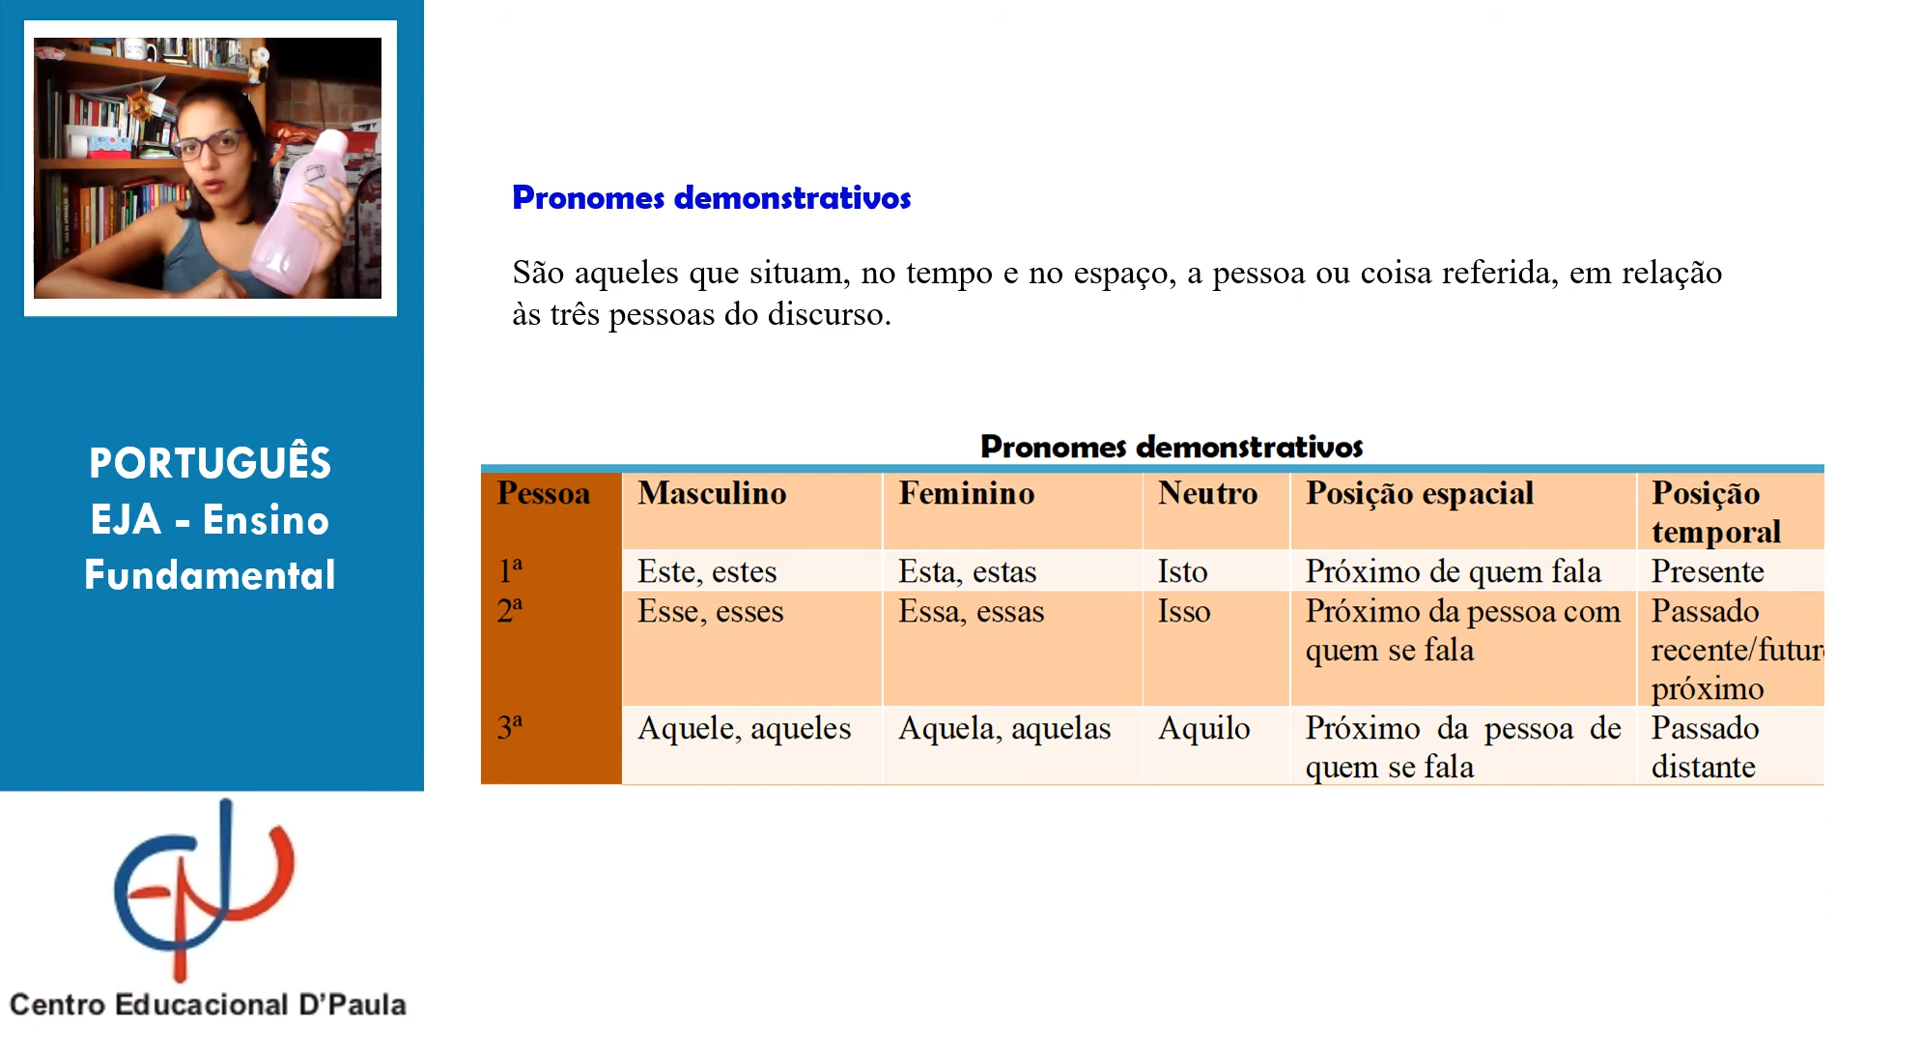 PORTUGUÊS
EJA - Ensino
Fundamental
Centro Educacional D'Paula
Pronomes demonstrativos
São aqueles que situam, no tempo e no espaço, a pessoa ou coisa referida, em relação
às três pessoas do discurso.
Pronomes demonstrativos
Pessoa Masculino Feminino Neutro Posição espacial Posição
temporal
1ª Este, estes Esta, estas Isto Próximo de quem fala Presente
2ª Esse, esses Essa, essas Isso Próximo da pessoa com Passado
quem se fala recente/futur
próximo
3ª Aquele, aqueles Aquela, aquelas Aquilo Próximo da pessoa de Passado
quem se fala distante